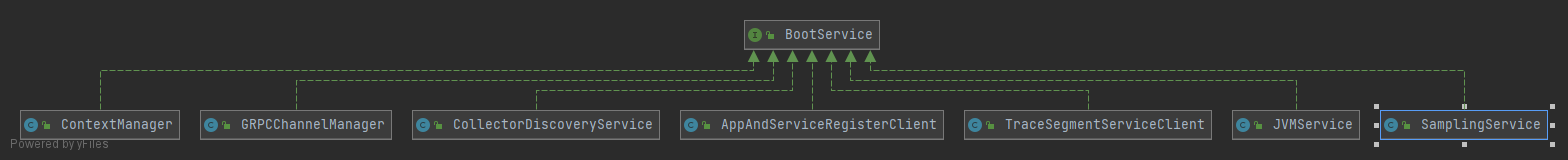 BootService
ContextManager
GRPCChannelManager
CollectorDiscoveryService
AppAndServiceRegisterClient
TraceSegmentServiceClient
JVMService
SamplingService
Powered by yFiles